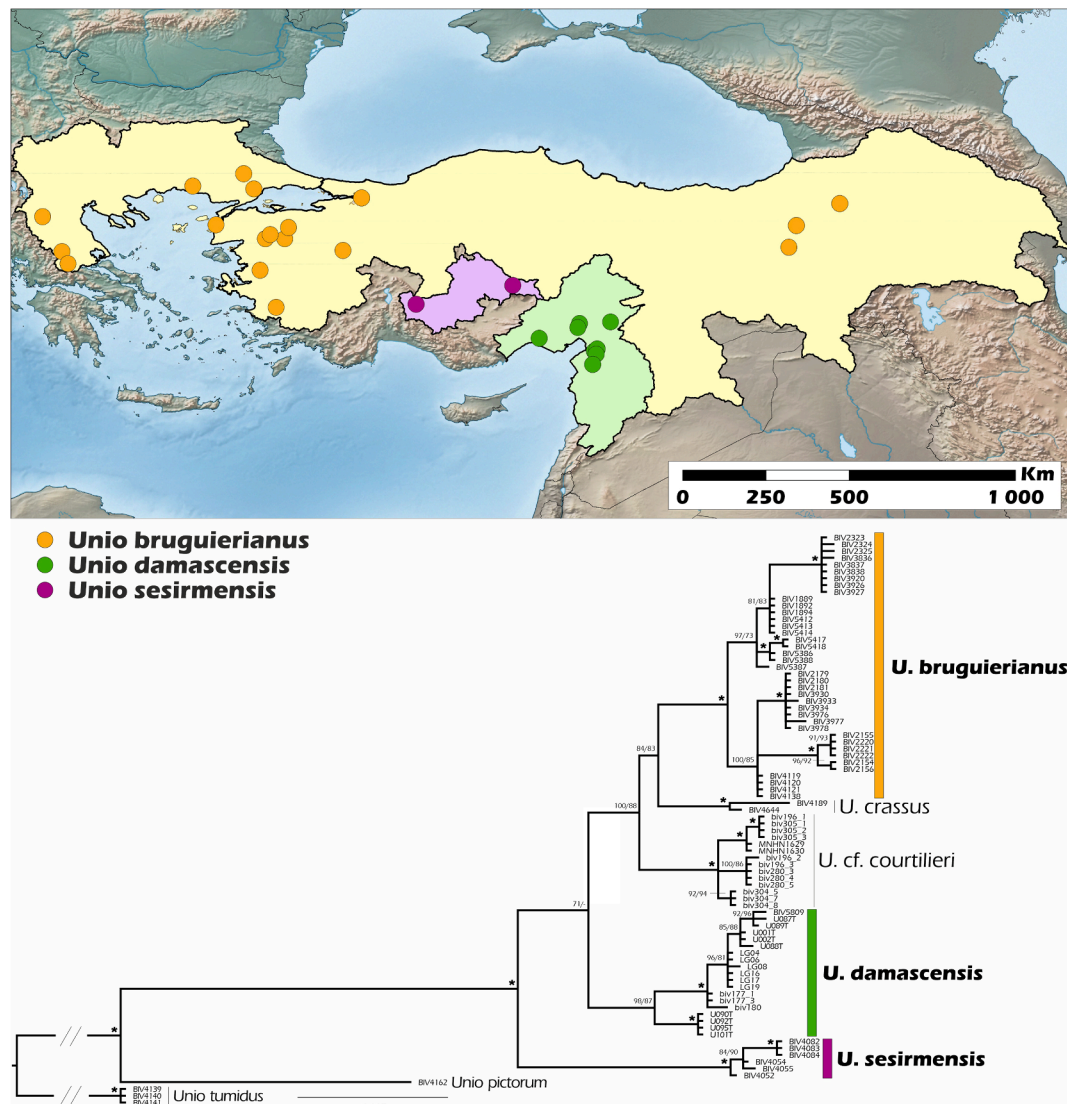 Km
0 250 500 1 000
Unio bruguierianus
Unio damascensis
Unio sesirmensis
BIV2323
BIV2324
BIV2325
BIV3836
BIV3837
BIV3838
BIV3920
BIV3926
BIV3927
*
81/83
BIV1889
BIV1892
BIV1894
BIV5412
BIV5413
BIV5414
97/73
*
BIV5417
BIV5418
*
BIV5386
BIV5388
BIV5387
U. bruguierianus
BIV2179
BIV2180
BIV2181
BIV3930
*
BIV3933
BIV3934
BIV3976
BIV3977
BIV3978
*
91/93
BIV2155
BIV2220
BIV2221
BIV2222
*
96/92
BIV2154
BIV2156
84/83
100/85
BIV4119
BIV4120
BIV4121
BIV4138
*
BIV4189
BIV4644
U. crassus
100/88
biv196_1
biv305_1
biv305_2
biv305_3
*
*
MNHN1629
MNHN1630
biv196_2
biv196_3
biv280_3
biv280_4
biv280_5
*
100/86
U. cf. courtilieri
92/94
biv304_5
biv304_7
biv304_8
71/-
92/96
BIV5809
U087T
U089T
85/88
U001T
U002T
U088T
96/81
LG04
LG06
LG08
LG16
LG17
LG19
U. damascensis
*
biv177_1
biv177_3
biv180
98/87
U090T
U092T
U095T
U101T
*
*
BIV4082
BIV4083
BIV4084
84/90
BIV4054
BIV4055
BIV4052
*
U. sesirmensis
*
BIV4162 Unio pictorum
*
BIV4139
BIV4140
BIV4141
Unio tumidus